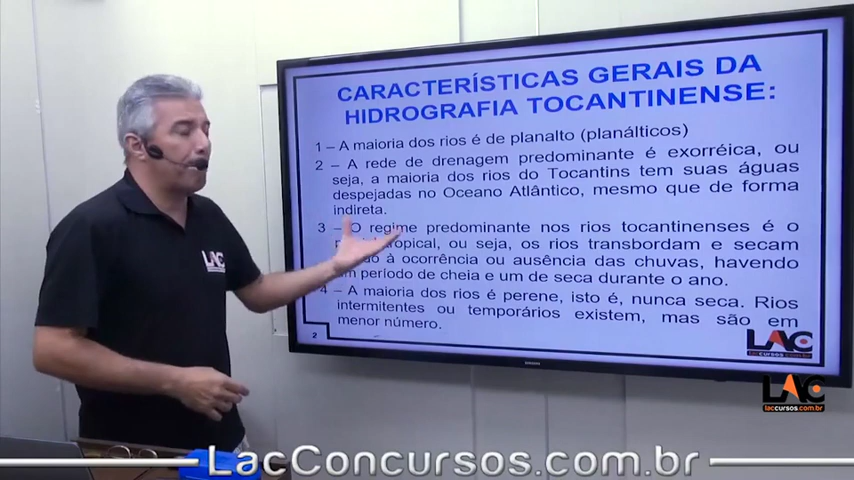 CARACTERÍSTICAS GERAIS DA
HIDROGRAFIA TOCANTINENSE:
1 – A maioria dos rios é de planalto (planálticos)
2 – A rede de drenagem predominante é exorréica, ou
seja, a maioria dos rios do Tocantins tem suas águas
despejadas no Oceano Atlântico, mesmo que de forma
indireta.
3 – O regime predominante nos rios tocantinenses é o
tropical, ou seja, os rios transbordam e secam
à ocorrência ou ausência das chuvas, havendo
um período de cheia e um de seca durante o ano.
4 – A maioria dos rios é perene, isto é, nunca seca. Rios
intermitentes ou temporários existem, mas são em
menor número.
2
LAC
laccursos.com.br
LAC
LAC
laccursos.com.br
LacConcursos.com.br